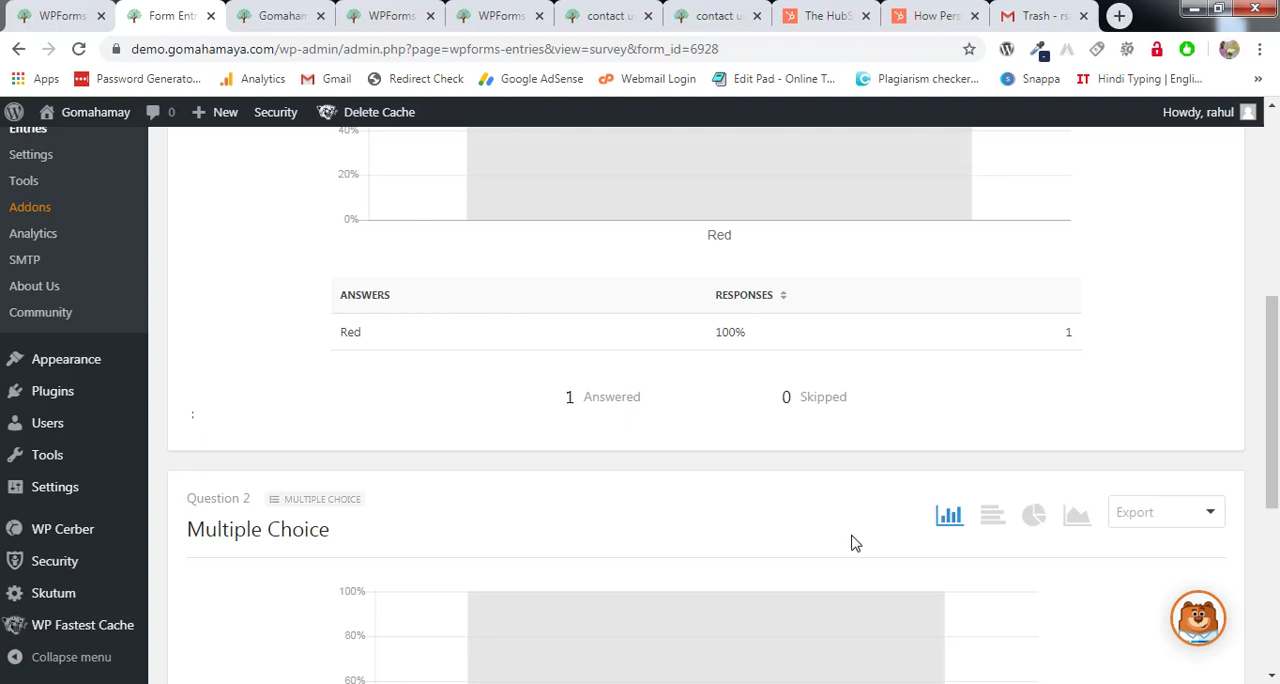 WPForms
Form Entr
Gomaham
WPForms
WPForms
contact u
contact u
The HubS
How Pers
Trash - rs
demo.gomahamaya.com/wp-admin/admin.php?page=wpforms-entries&view=survey&form_id=6928
Apps
Password Generato...
Analytics
Gmail
Redirect Check
Google AdSense
Webmail Login
Edit Pad - Online T...
Plagiarism checker...
Snappa
IT Hindi Typing | Engli...
»
Gomahamay
0
New
Security
Delete Cache
Howdy, rahul
Entries
Settings
Tools
Addons
Analytics
SMTP
About Us
Community
Appearance
Plugins
Users
Tools
Settings
WP Cerber
Security
Skutum
WP Fastest Cache
Collapse menu
40%
20%
0%
Red
ANSWERS RESPONSES
Red 100% 1
1 Answered 0 Skipped
:
Question 2 MULTIPLE CHOICE
Multiple Choice
Export
100%
80%
60%